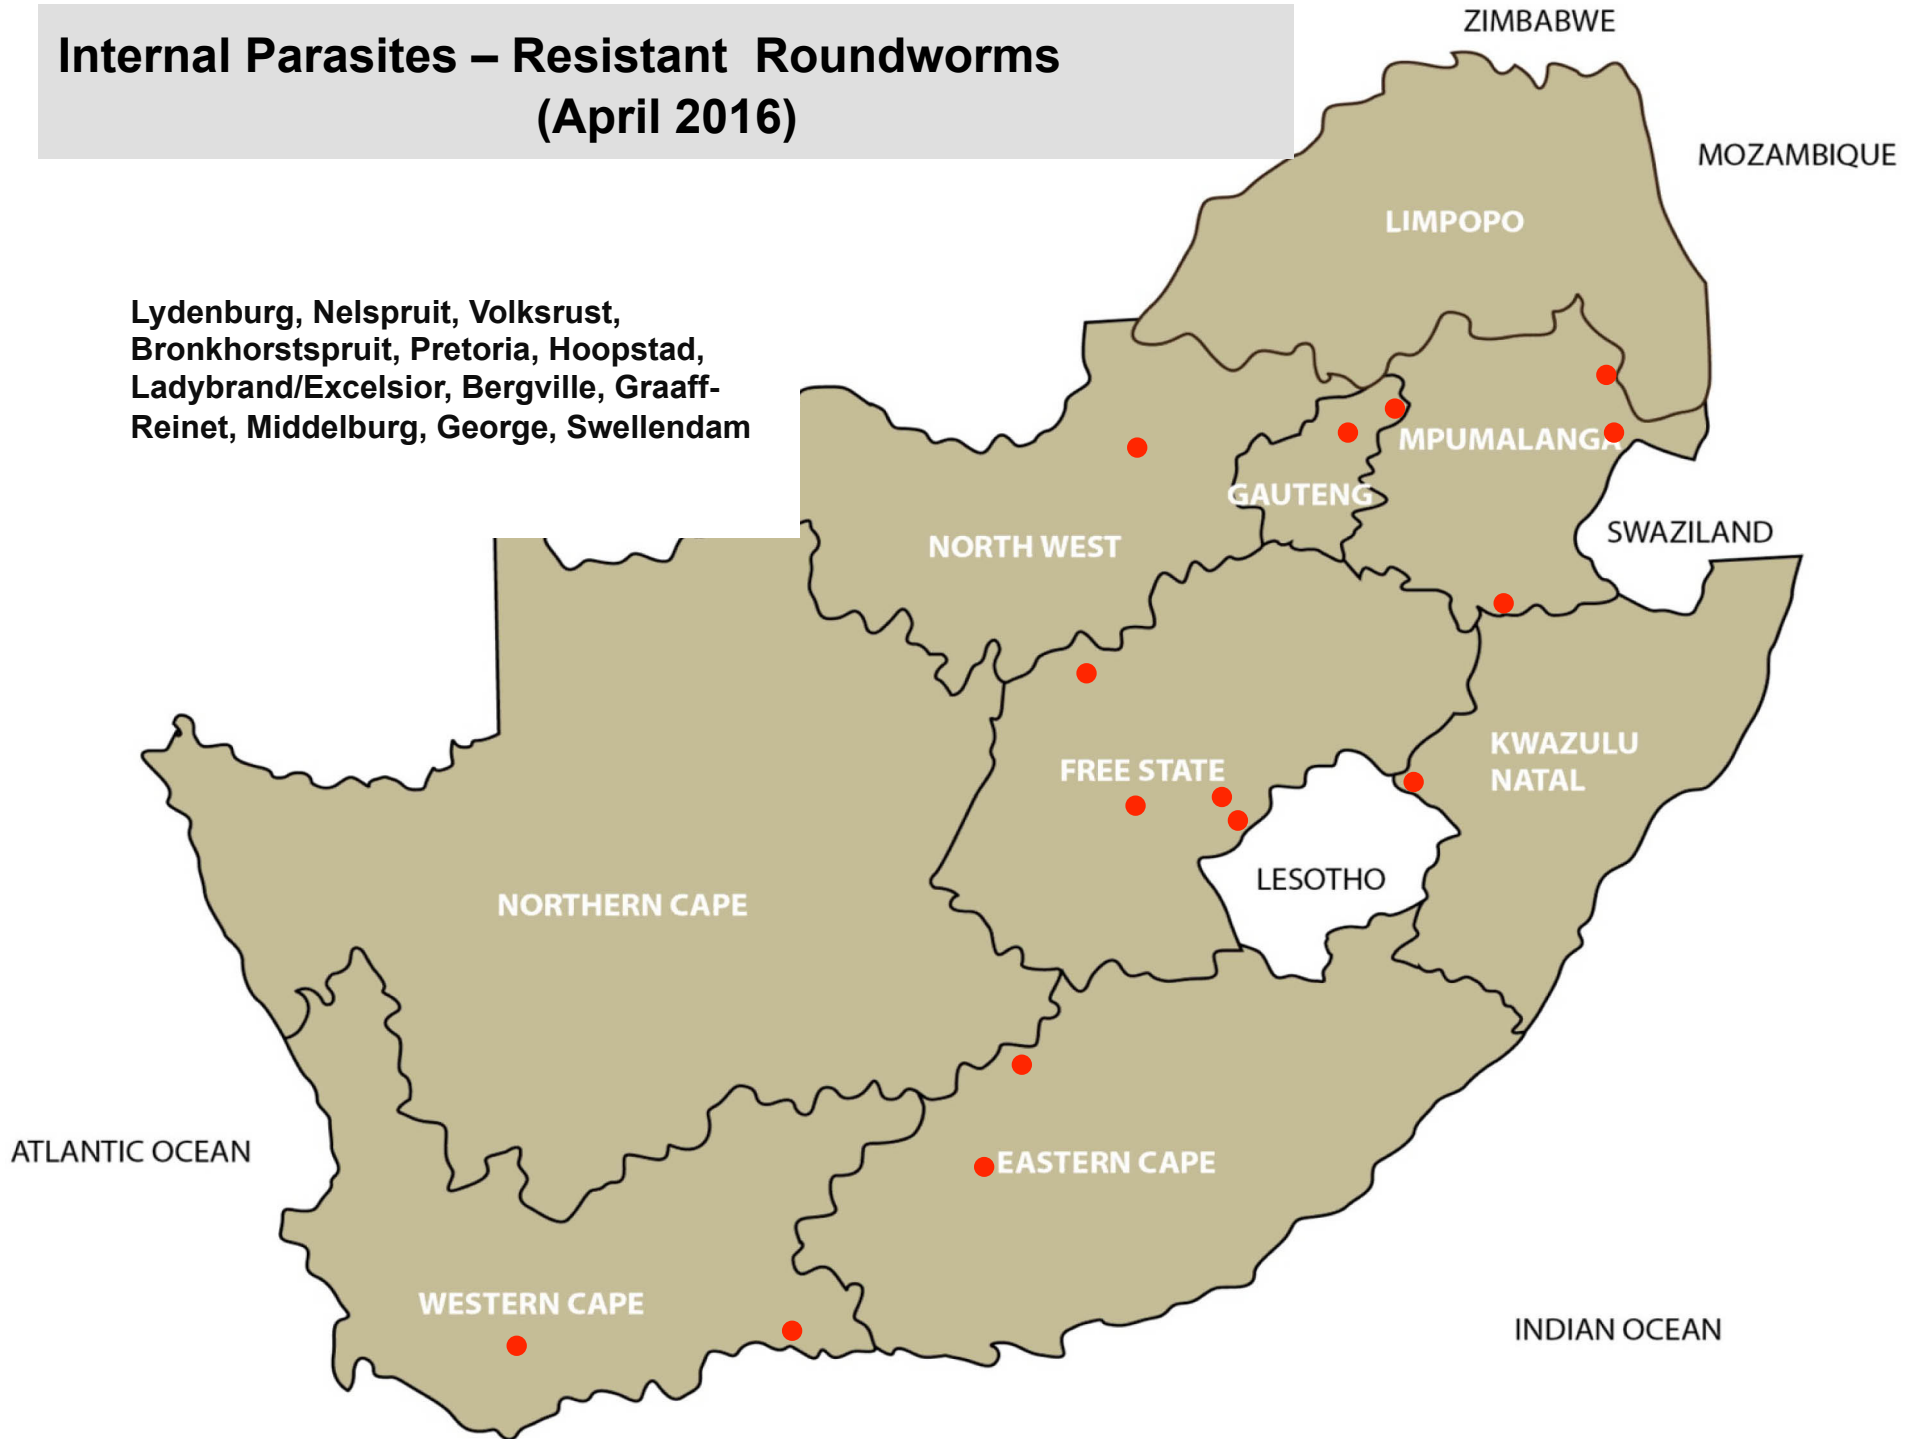 Internal Parasites – Resistant Roundworms
(April 2016)
ZIMBABWE
MOZAMBIQUE
LIMPOPO
Lydenburg, Nelspruit, Volksrust,
Bronkhorstspruit, Pretoria, Hoopstad,
Ladybrand/Excelsior, Bergville, Graaff-
Reinet, Middelburg, George, Swellendam
MPUMALANGA
GAUTENG
NORTH WEST
SWAZILAND
KWAZULU
NATAL
FREE STATE
LESOTHO
NORTHERN CAPE
ATLANTIC OCEAN
EASTERN CAPE
WESTERN CAPE
INDIAN OCEAN